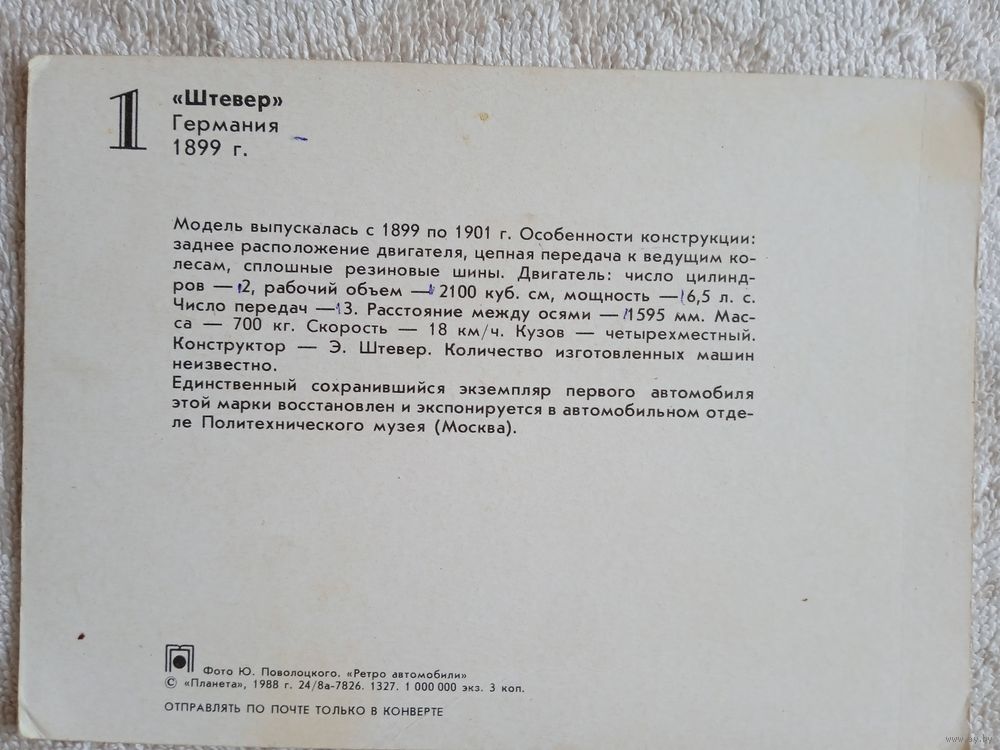 1
«Штевер»
Германия
1899 г.
Модель выпускалась с 1899 по 1901 г. Особенности конструкции:
заднее расположение двигателя, цепная передача к ведущим ко-
лесам, сплошные резиновые шины. Двигатель: число цилинд-
ров — 2, рабочий объем — 2100 куб. см, мощность — 6,5 л. с.
Число передач — 3. Расстояние между осями — 1595 мм. Мас-
са — 700 кг. Скорость — 18 км/ч. Кузов — четырехместный.
Конструктор — Э. Штевер. Количество изготовленных машин
неизвестно.
Единственный сохранившийся экземпляр первого автомобиля
этой марки восстановлен и экспонируется в автомобильном отде-
ле Политехнического музея (Москва).
Фото Ю. Поволоцкого. «Ретро автомобили»
© «Планета», 1988 г. 24/8а-7826. 1327. 1 000 000 экз. 3 коп.
ОТПРАВЛЯТЬ ПО ПОЧТЕ ТОЛЬКО В КОНВЕРТЕ
www.ay.by